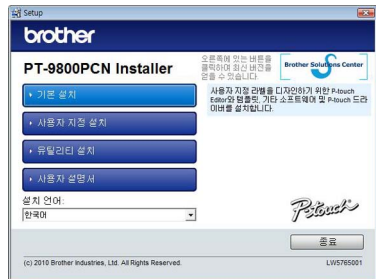 Setup
brother
PT-9800PCN Installer
오른쪽에 있는 버튼을
클릭하여 최신 버전을
얻을 수 있습니다.
Brother Solutions Center
▸ 기본 설치
▸ 사용자 지정 설치
▸ 유틸리티 설치
▸ 사용자 설명서
사용자 지정 라벨을 디자인하기 위한 P-touch
Editor와 템플릿, 기타 소프트웨어 및 P-touch 드라
이버를 설치합니다.
설치 언어:
한국어
P-touch
종료
(c) 2010 Brother Industries, Ltd. All Rights Reserved.
LW5765001